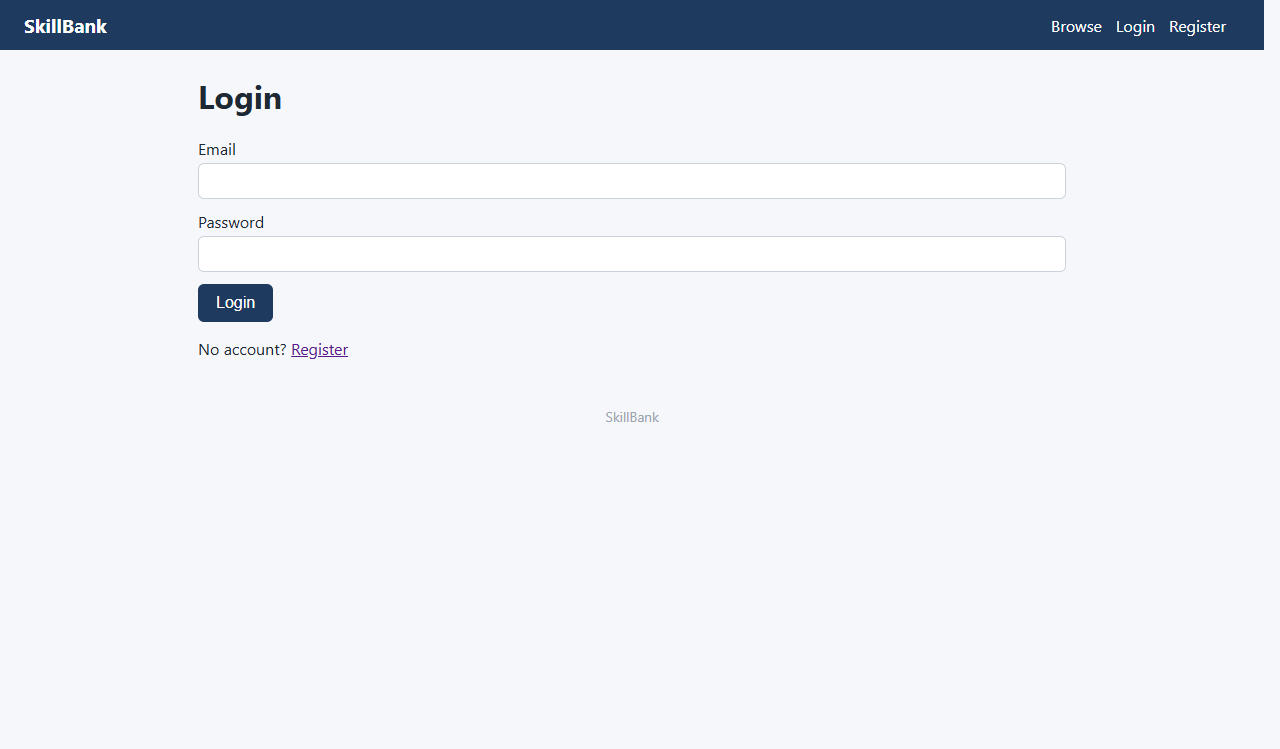 SkillBank Browse Login Register
Login
Email
Password
Login
No account? Register
SkillBank